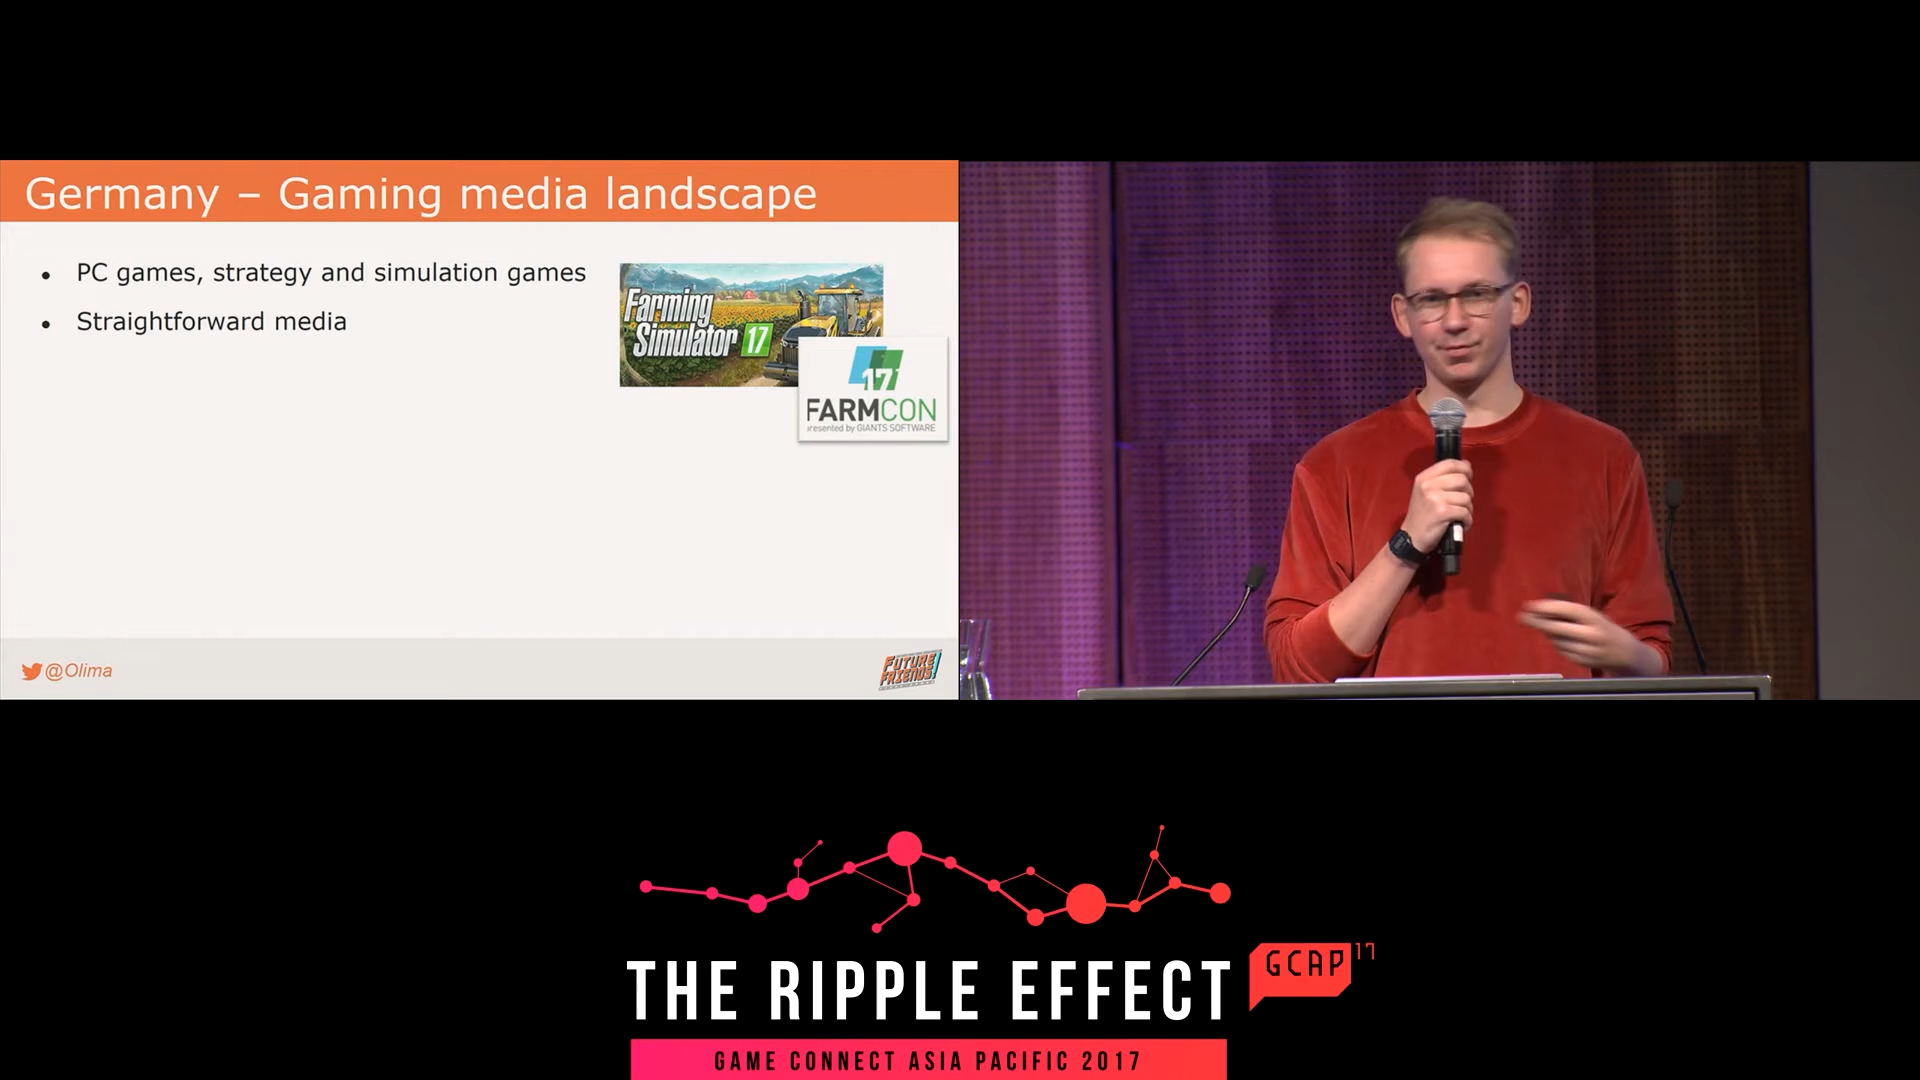 Germany – Gaming media landscape
• PC games, strategy and simulation games
• Straightforward media
Farming
Simulator 17
17
FARMCON
presented by GIANTS SOFTWARE
@Olima
FUTURE
FRIENDS!
THE RIPPLE EFFECT
GCAP 17
GAME CONNECT ASIA PACIFIC 2017